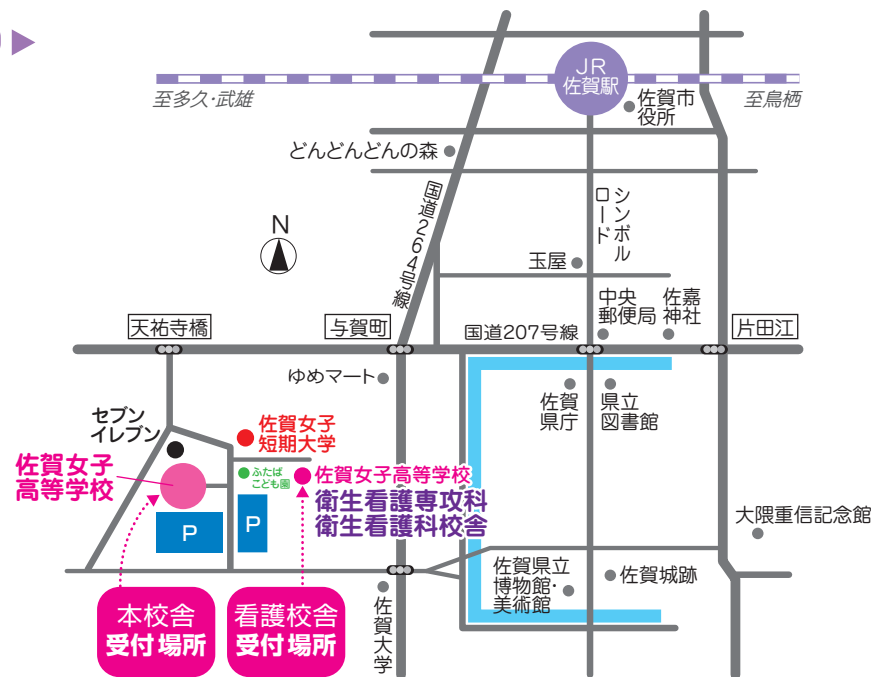 JR
佐賀駅
至多久・武雄
佐賀市
役所
至鳥栖
どんどんどんの森
国道264号線
シンボル
ロード
N
玉屋
中央
郵便局
佐嘉
神社
天祐寺橋
与賀町
国道207号線
片田江
ゆめマート
佐賀
県庁
県立
図書館
セブン
イレブン
佐賀女子
短期大学
佐賀女子
高等学校
ふたば
こども園
佐賀女子高等学校
衛生看護専攻科
衛生看護科校舎
P
P
大隈重信記念館
佐賀県立
博物館・
美術館
佐賀城跡
佐賀大学
本校舎
受付場所
看護校舎
受付場所